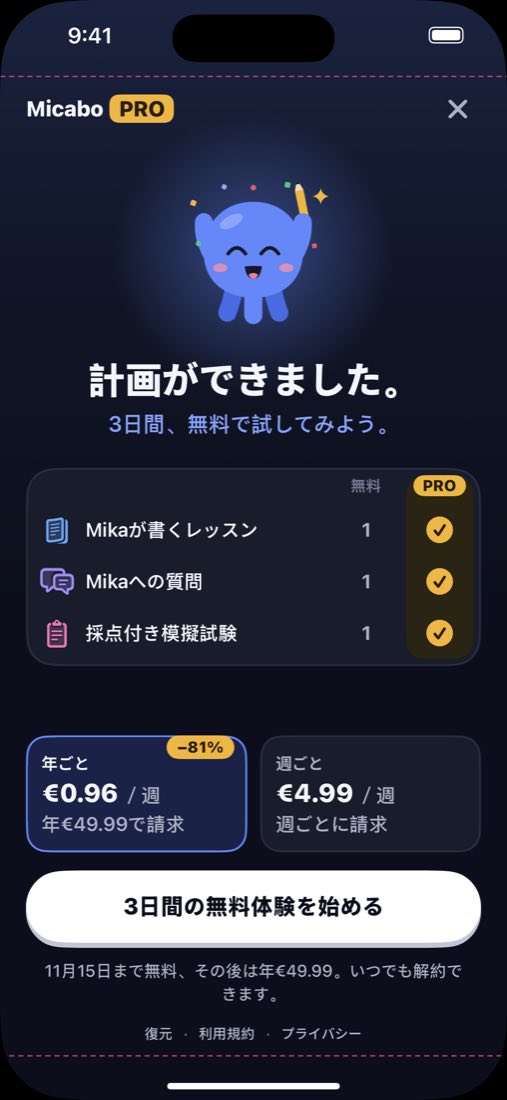 9:41
Micabo PRO
計画ができました。
3日間、無料で試してみよう。
無料 PRO
Mikaが書くレッスン 1
Mikaへの質問 1
採点付き模擬試験 1
−81%
年ごと
€0.96 / 週
年€49.99で請求
週ごと
€4.99 / 週
週ごとに請求
3日間の無料体験を始める
11月15日まで無料、その後は年€49.99。いつでも解約で
きます。
復元 · 利用規約 · プライバシー